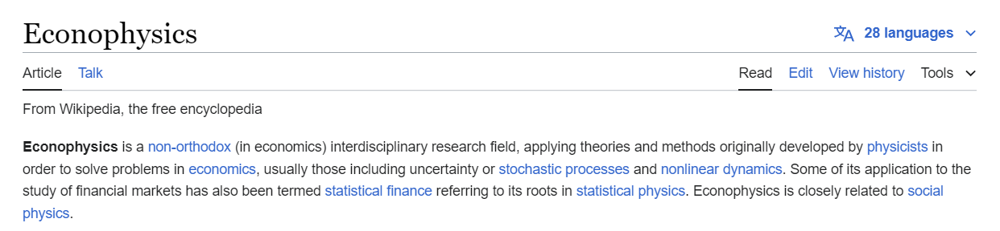 Econophysics
28 languages
Article Talk
Read Edit View history Tools
From Wikipedia, the free encyclopedia
Econophysics is a non-orthodox (in economics) interdisciplinary research field, applying theories and methods originally developed by physicists in
order to solve problems in economics, usually those including uncertainty or stochastic processes and nonlinear dynamics. Some of its application to the
study of financial markets has also been termed statistical finance referring to its roots in statistical physics. Econophysics is closely related to social
physics.